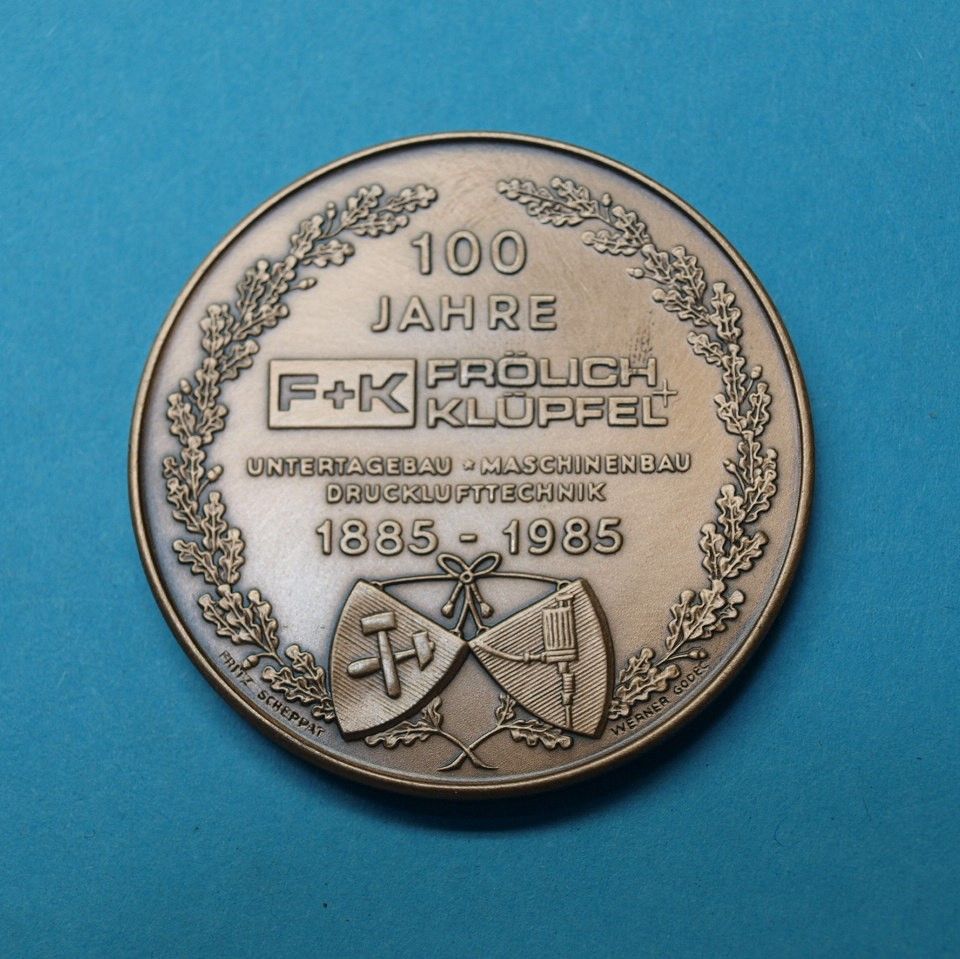 100
JAHRE
F+K FRÖLICH +
KLÜPFEL
UNTERTAGEBAU * MASCHINENBAU
DRUCKLUFTTECHNIK
1885 - 1985
FRITZ SCHEPPAT
WERNER GODEC